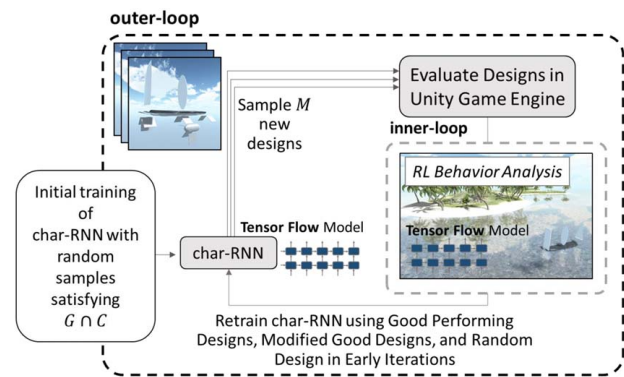 outer-loop
Evaluate Designs in
Unity Game Engine
Sample M
new
designs
inner-loop
RL Behavior Analysis
Initial training
of
char-RNN with
random
samples
satisfying
G ∩ C
char-RNN
Tensor Flow Model
Tensor Flow Model
Retrain char-RNN using Good Performing
Designs, Modified Good Designs, and Random
Design in Early Iterations